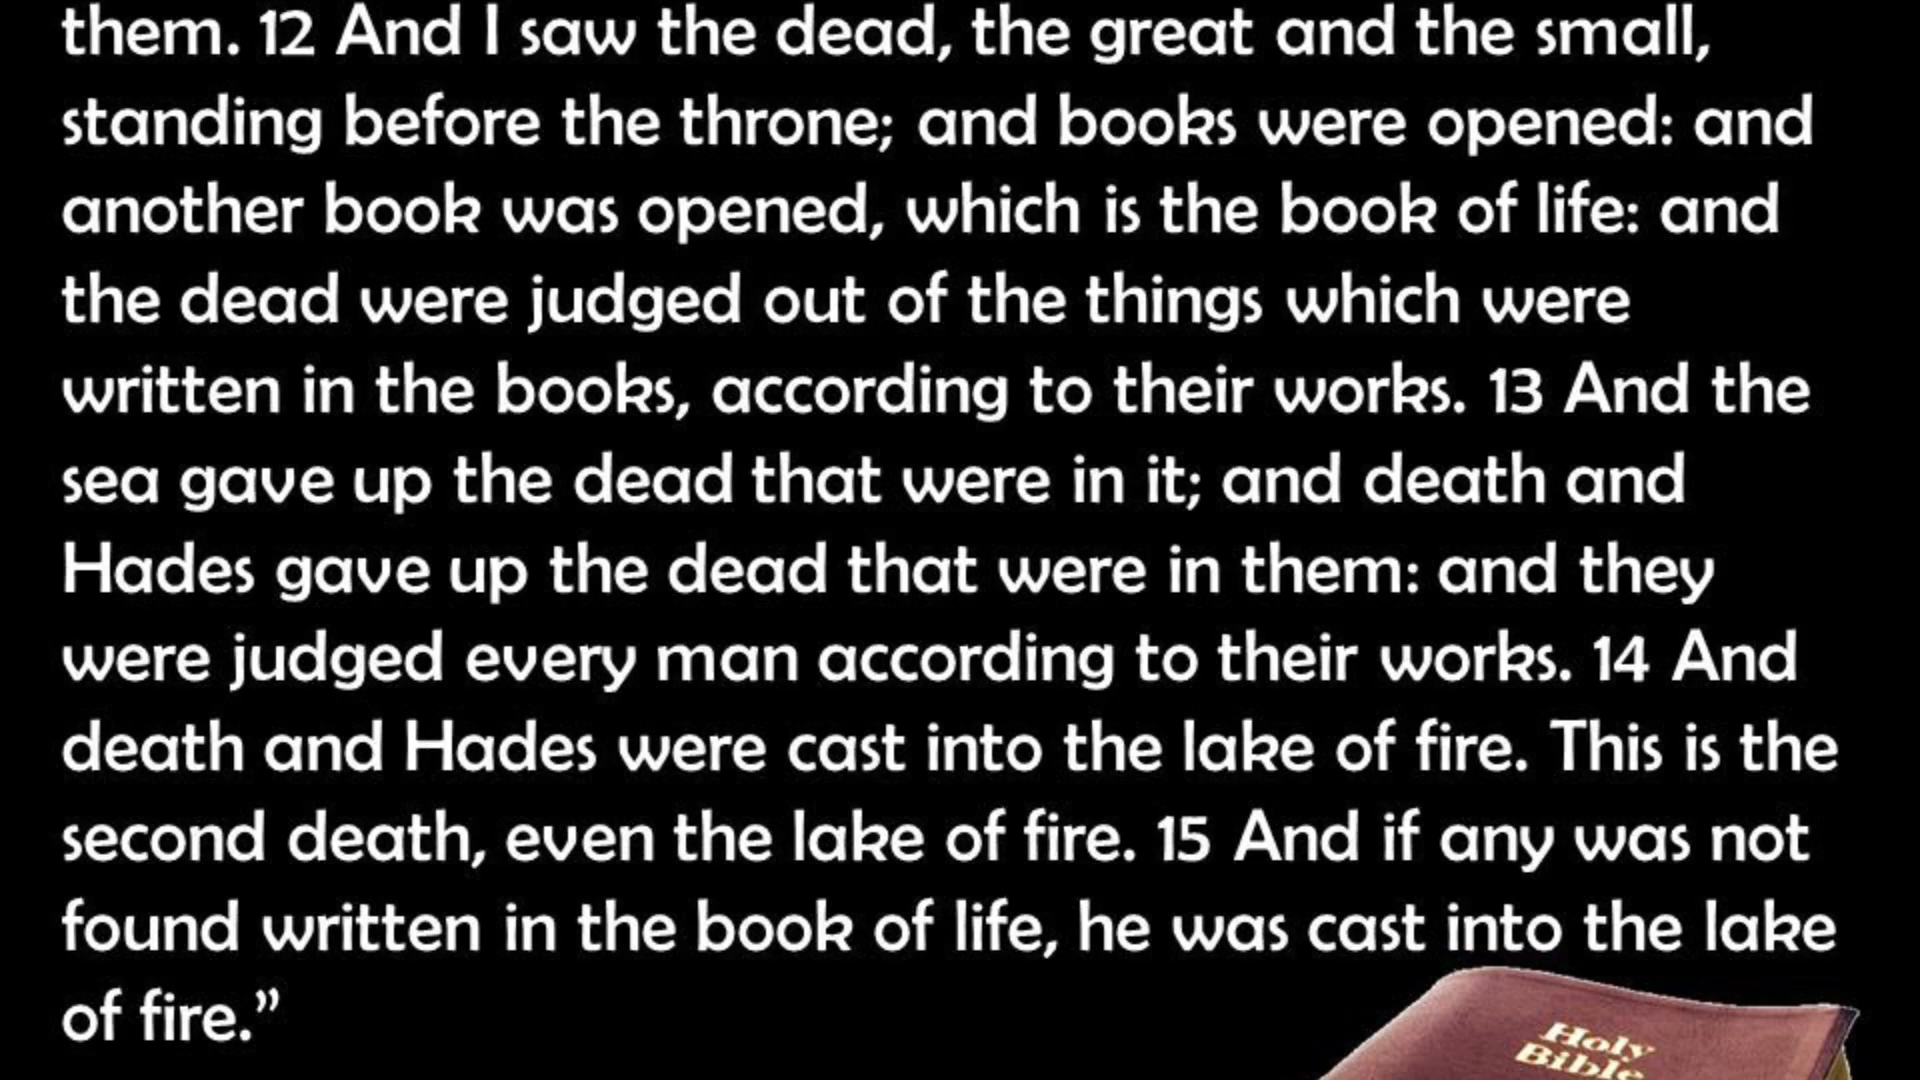 them. 12 And I saw the dead, the great and the small,
standing before the throne; and books were opened: and
another book was opened, which is the book of life: and
the dead were judged out of the things which were
written in the books, according to their works. 13 And the
sea gave up the dead that were in it; and death and
Hades gave up the dead that were in them: and they
were judged every man according to their works. 14 And
death and Hades were cast into the lake of fire. This is the
second death, even the lake of fire. 15 And if any was not
found written in the book of life, he was cast into the lake
of fire.”
Holy
Bible